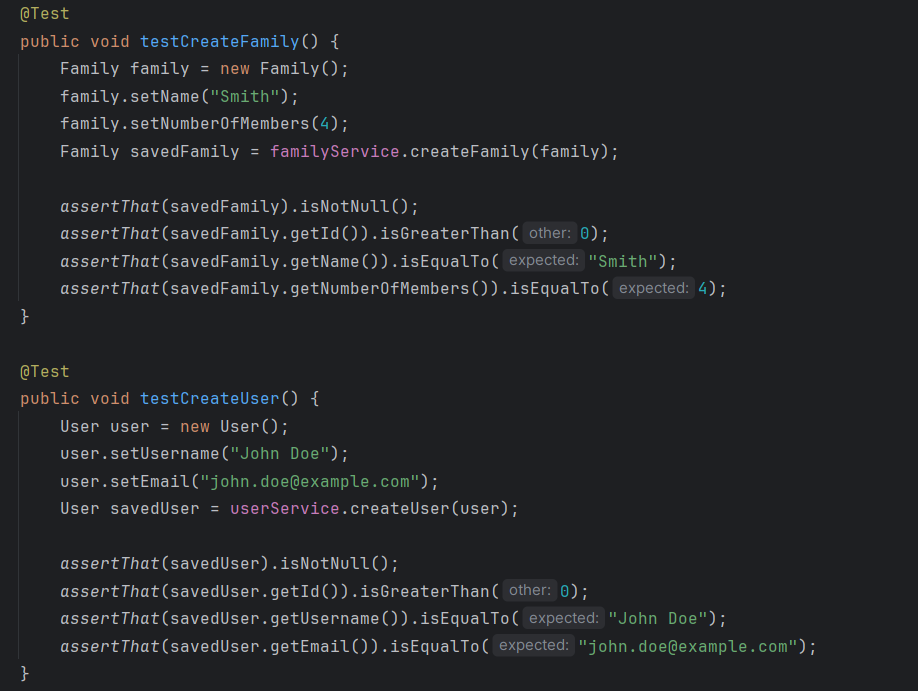 @Test
public void testCreateFamily() {
Family family = new Family();
family.setName("Smith");
family.setNumberOfMembers(4);
Family savedFamily = familyService.createFamily(family);
assertThat(savedFamily).isNotNull();
assertThat(savedFamily.getId()).isGreaterThan( other: 0);
assertThat(savedFamily.getName()).isEqualTo( expected: "Smith");
assertThat(savedFamily.getNumberOfMembers()).isEqualTo( expected: 4);
}
@Test
public void testCreateUser() {
User user = new User();
user.setUsername("John Doe");
user.setEmail("john.doe@example.com");
User savedUser = userService.createUser(user);
assertThat(savedUser).isNotNull();
assertThat(savedUser.getId()).isGreaterThan( other: 0);
assertThat(savedUser.getUsername()).isEqualTo( expected: "John Doe");
assertThat(savedUser.getEmail()).isEqualTo( expected: "john.doe@example.com");
}